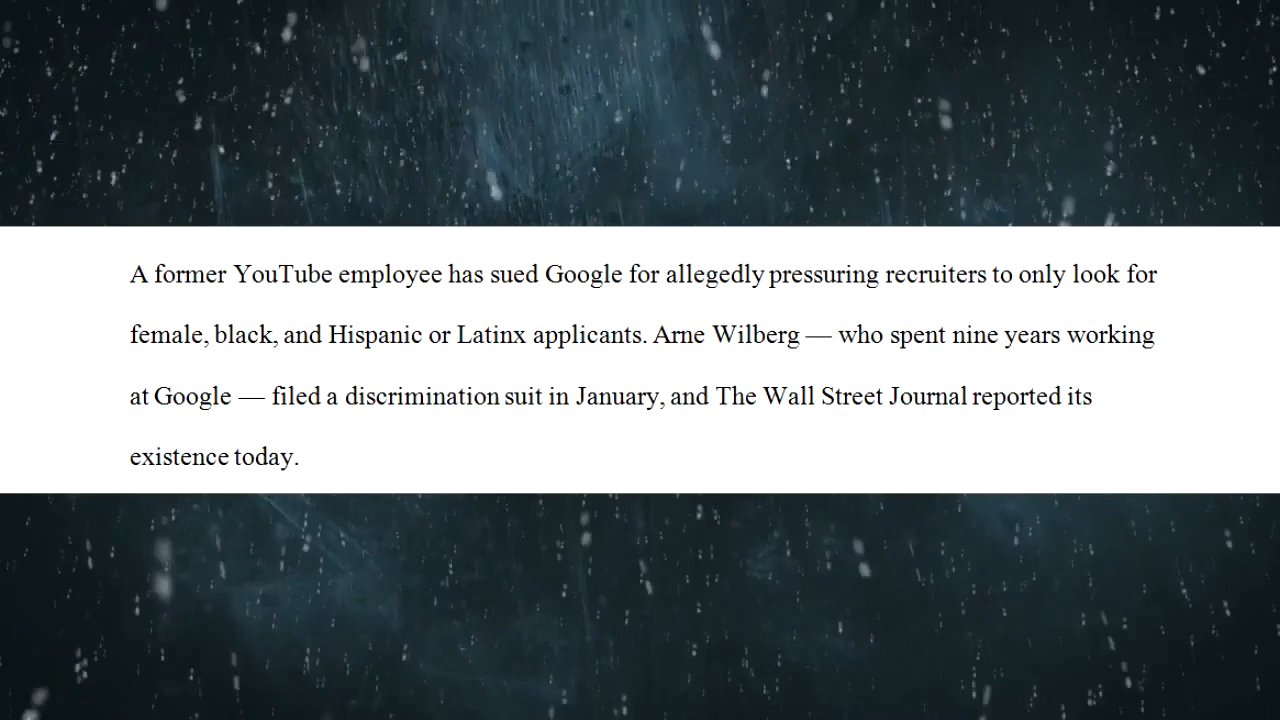 A former YouTube employee has sued Google for allegedly pressuring recruiters to only look for
female, black, and Hispanic or Latinx applicants. Arne Wilberg — who spent nine years working
at Google — filed a discrimination suit in January, and The Wall Street Journal reported its
existence today.